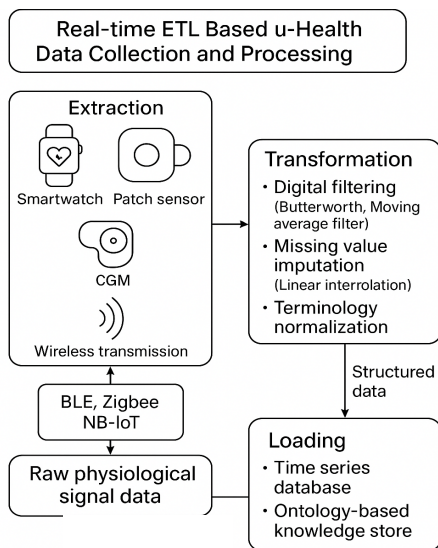 Real-time ETL Based u-Health
Data Collection and Processing
Extraction
Smartwatch Patch sensor
CGM
Wireless transmission
BLE, Zigbee
NB-IoT
Raw physiological
signal data
Transformation
• Digital filtering
(Butterworth, Moving
average filter)
• Missing value
imputation
(Linear interrolation)
• Terminology
normalization
Structured
data
Loading
• Time series
database
• Ontology-based
knowledge store